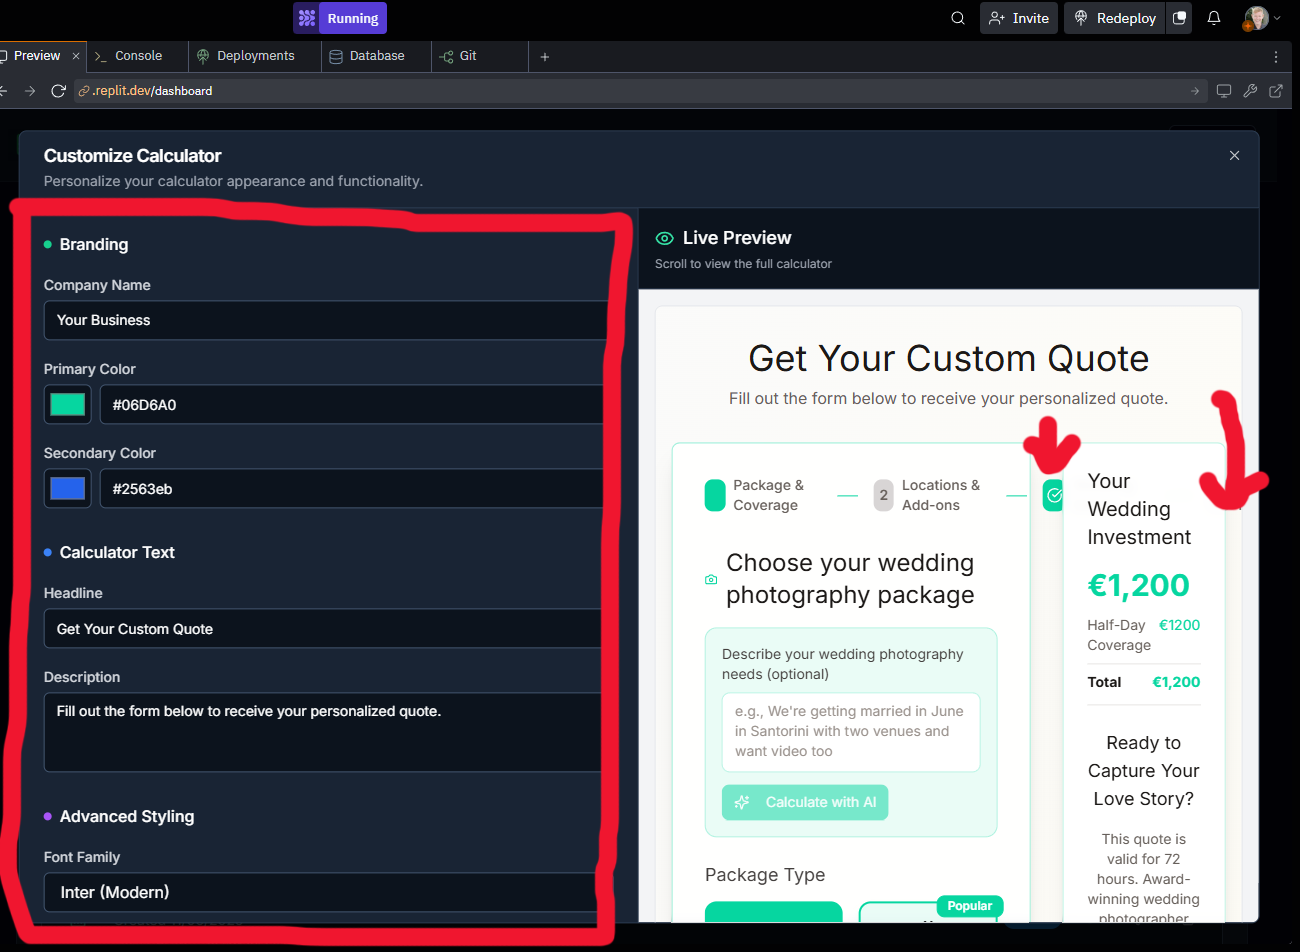 Running
Invite
Redeploy
Preview
Console
Deployments
Database
Git
.replit.dev/dashboard
Customize Calculator
Personalize your calculator appearance and functionality.
Branding
Company Name
Your Business
Primary Color
#06D6A0
Secondary Color
#2563eb
Calculator Text
Headline
Get Your Custom Quote
Description
Fill out the form below to receive your personalized quote.
Advanced Styling
Font Family
Inter (Modern)
Live Preview
Scroll to view the full calculator
Get Your Custom Quote
Fill out the form below to receive your personalized quote.
Package &
Coverage
2
Locations &
Add-ons
Choose your wedding
photography package
Describe your wedding photography
needs (optional)
e.g., We're getting married in June
in Santorini with two venues and
want video too
Calculate with AI
Package Type
Popular
Your
Wedding
Investment
€1,200
Half-Day
Coverage
€1200
Total
€1,200
Ready to
Capture Your
Love Story?
This quote is
valid for 72
hours. Award-
winning wedding
photographer